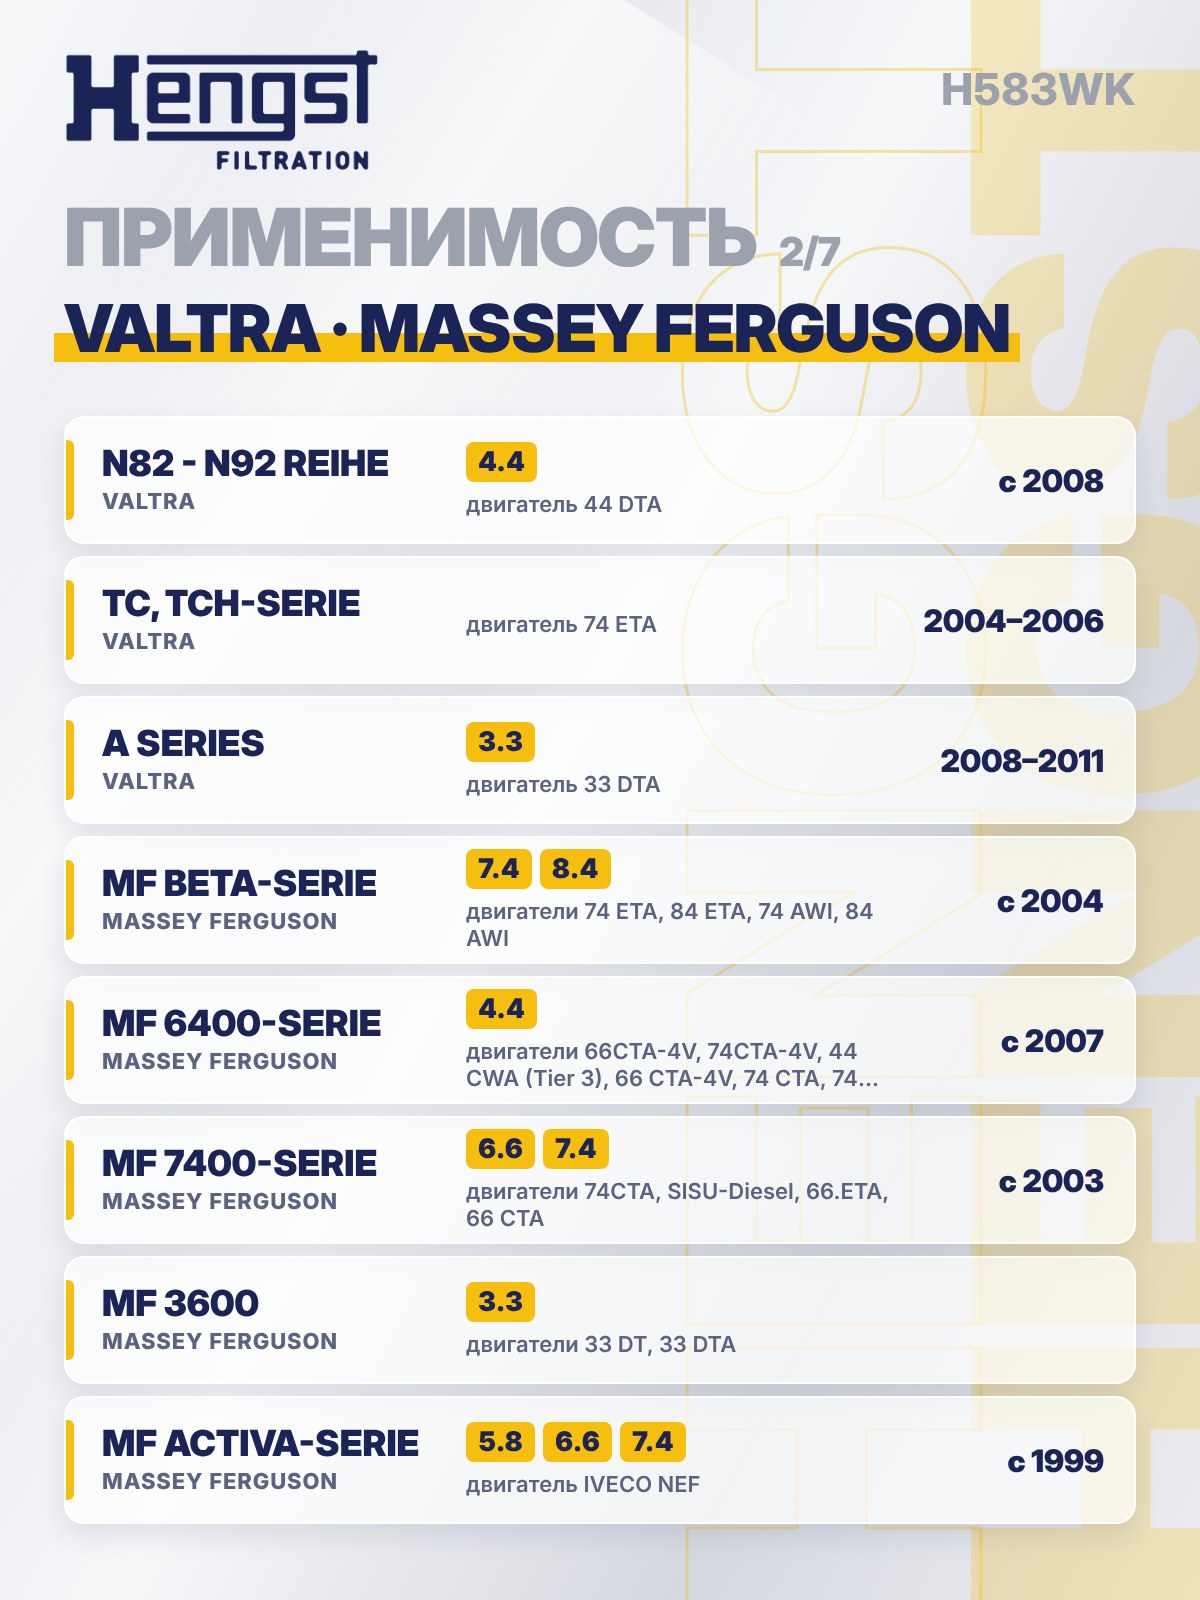 Hengst
FILTRATION
H583WK
ПРИМЕНИМОСТЬ 2/7
VALTRA · MASSEY FERGUSON
N82 - N92 REIHE
VALTRA
4.4
двигатель 44 DTA
с 2008
TC, TCH-SERIE
VALTRA
двигатель 74 ETA
2004–2006
A SERIES
VALTRA
3.3
двигатель 33 DTA
2008–2011
MF BETA-SERIE
MASSEY FERGUSON
7.4 8.4
двигатели 74 ETA, 84 ETA, 74 AWI, 84
AWI
с 2004
MF 6400-SERIE
MASSEY FERGUSON
4.4
двигатели 66CTA-4V, 74CTA-4V, 44
CWA (Tier 3), 66 CTA-4V, 74 CTA, 74...
с 2007
MF 7400-SERIE
MASSEY FERGUSON
6.6 7.4
двигатели 74CTA, SISU-Diesel, 66.ETA,
66 CTA
с 2003
MF 3600
MASSEY FERGUSON
3.3
двигатели 33 DT, 33 DTA
MF ACTIVA-SERIE
MASSEY FERGUSON
5.8 6.6 7.4
двигатель IVECO NEF
с 1999
HENGST
HENGST